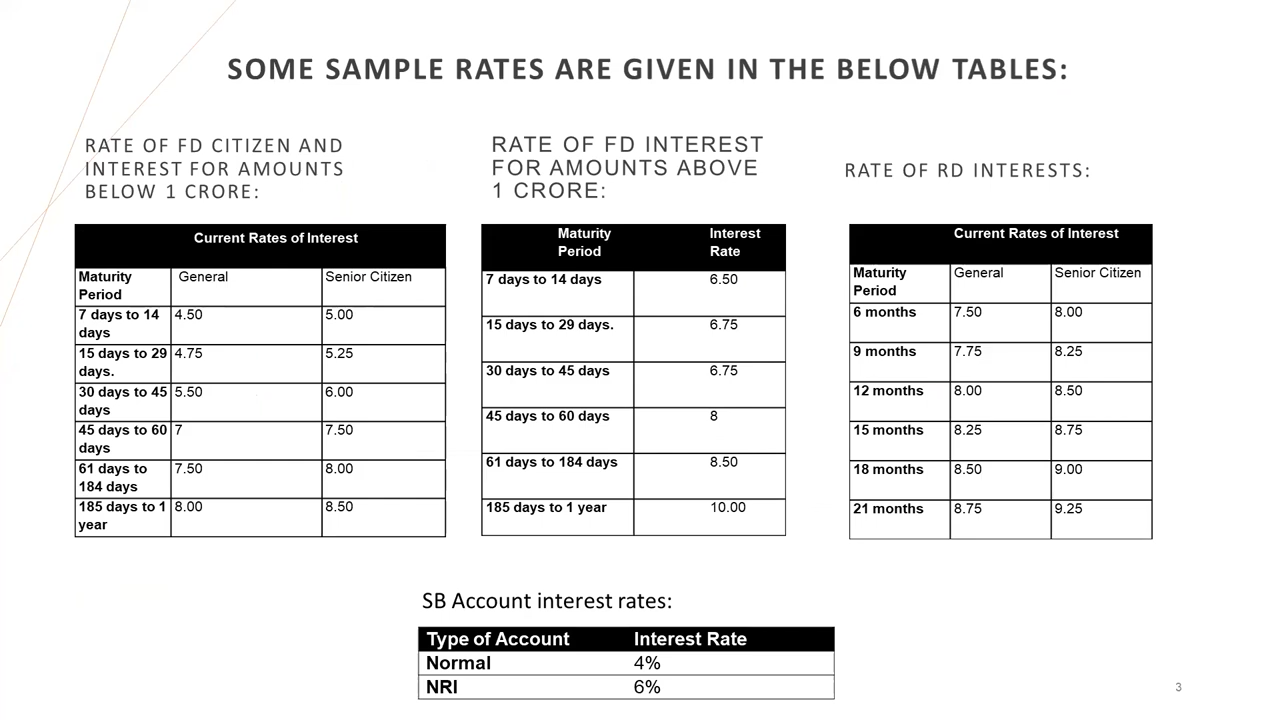 SOME SAMPLE RATES ARE GIVEN IN THE BELOW TABLES:
RATE OF FD CITIZEN AND
INTEREST FOR AMOUNTS
BELOW 1 CRORE:
Current Rates of Interest
Maturity Period General Senior Citizen
7 days to 14 days 4.50 5.00
15 days to 29 days. 4.75 5.25
30 days to 45 days 5.50 6.00
45 days to 60 days 7 7.50
61 days to 184 days 7.50 8.00
185 days to 1 year 8.00 8.50
RATE OF FD INTEREST
FOR AMOUNTS ABOVE
1 CRORE:
Maturity Period Interest Rate
7 days to 14 days 6.50
15 days to 29 days. 6.75
30 days to 45 days 6.75
45 days to 60 days 8
61 days to 184 days 8.50
185 days to 1 year 10.00
RATE OF RD INTERESTS:
Current Rates of Interest
Maturity Period General Senior Citizen
6 months 7.50 8.00
9 months 7.75 8.25
12 months 8.00 8.50
15 months 8.25 8.75
18 months 8.50 9.00
21 months 8.75 9.25
SB Account interest rates:
Type of Account Interest Rate
Normal 4%
NRI 6%
3